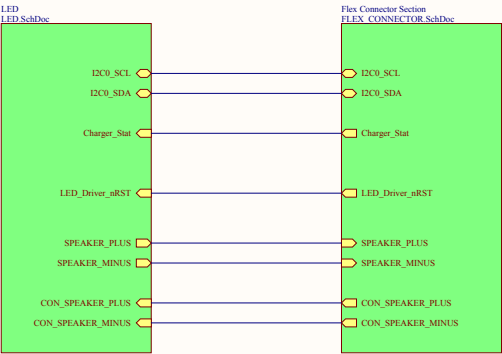 LED
LED.SchDoc
I2C0_SCL
I2C0_SDA
Charger_Stat
LED_Driver_nRST
SPEAKER_PLUS
SPEAKER_MINUS
CON_SPEAKER_PLUS
CON_SPEAKER_MINUS
Flex Connector Section
FLEX_CONNECTOR.SchDoc
I2C0_SCL
I2C0_SDA
Charger_Stat
LED_Driver_nRST
SPEAKER_PLUS
SPEAKER_MINUS
CON_SPEAKER_PLUS
CON_SPEAKER_MINUS